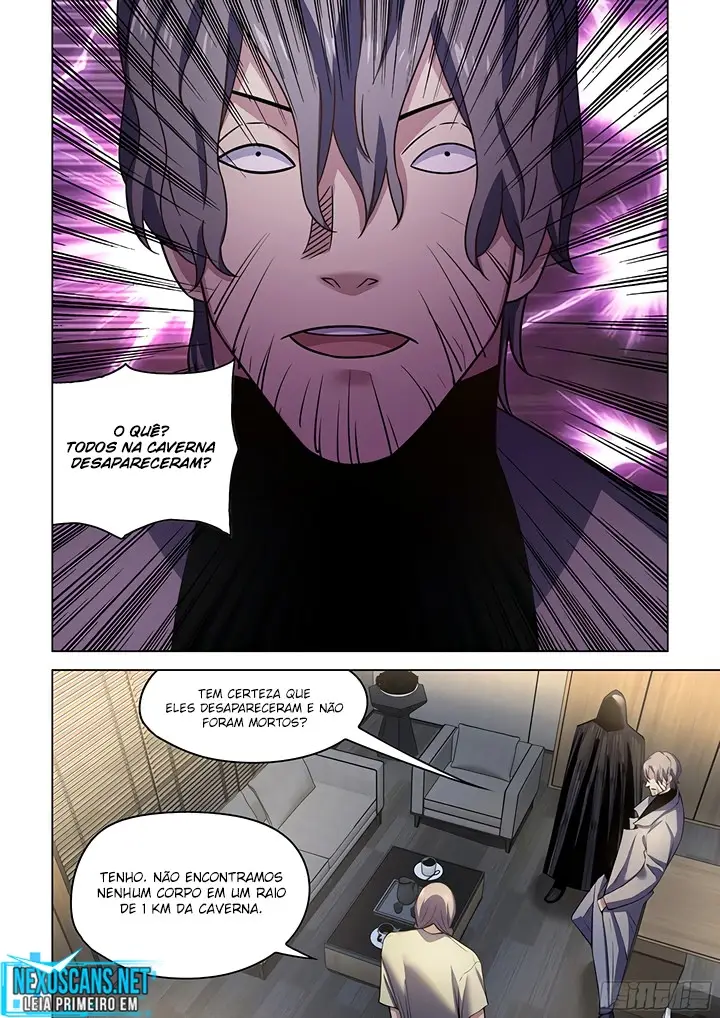 O QUÊ?
TODOS NA CAVERNA
DESAPARECERAM?
TEM CERTEZA QUE
ELES DESAPARECERAM E NÃO
FORAM MORTOS?
TENHO. NÃO ENCONTRAMOS
NENHUM CORPO EM UM RAIO
DE 1 KM DA CAVERNA.
NEXOSCANS.NET
LEIA PRIMEIRO EM